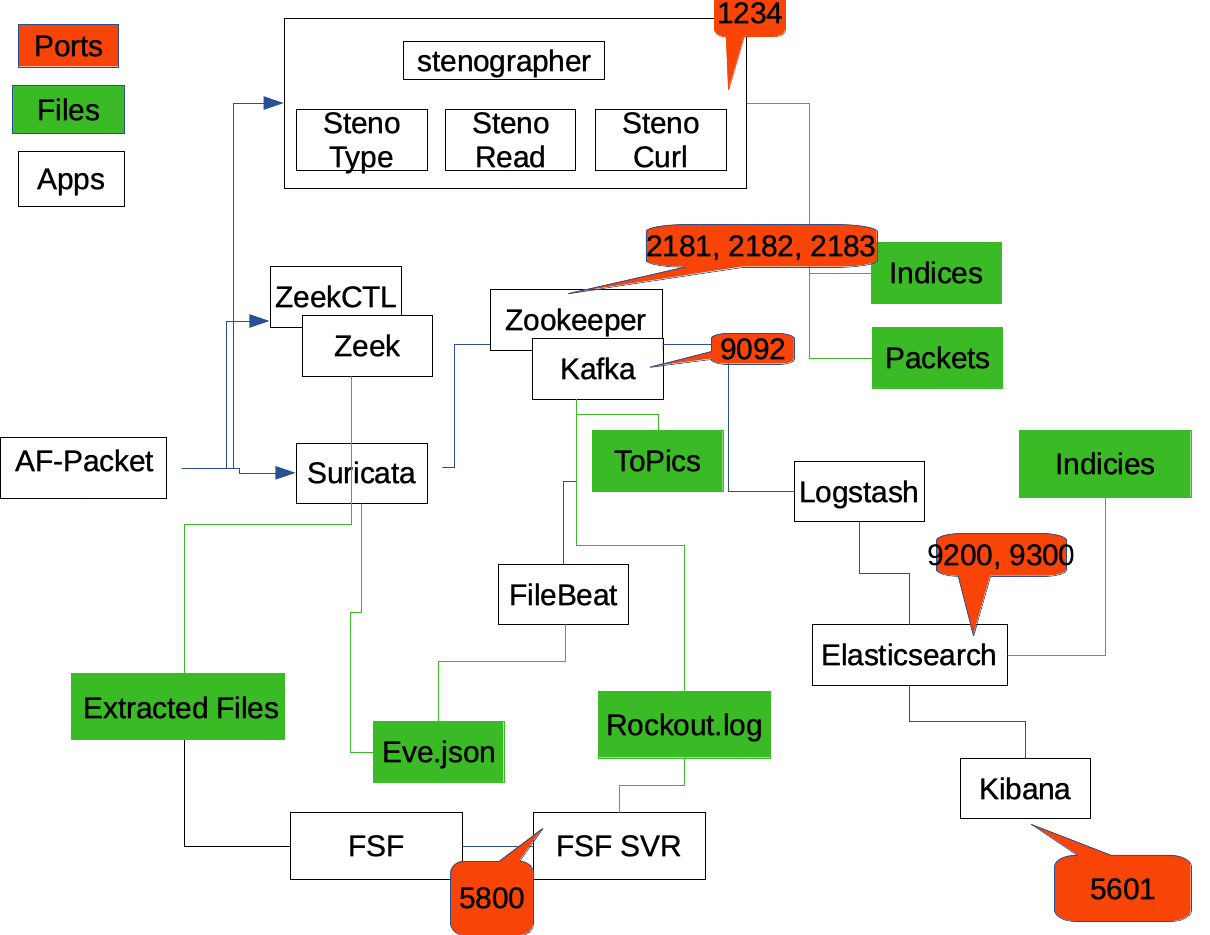 1234
Ports
stenographer
Files
Steno
Type
Steno
Read
Steno
Curl
Apps
2181, 2182, 2183
Indices
ZeekCTL
Zookeeper
Zeek
9092
Packets
Kafka
AF-Packet
Suricata
ToPics
Indicies
Logstash
9200, 9300
FileBeat
Elasticsearch
Extracted Files
Rockout.log
Eve.json
Kibana
FSF
FSF SVR
5800
5601